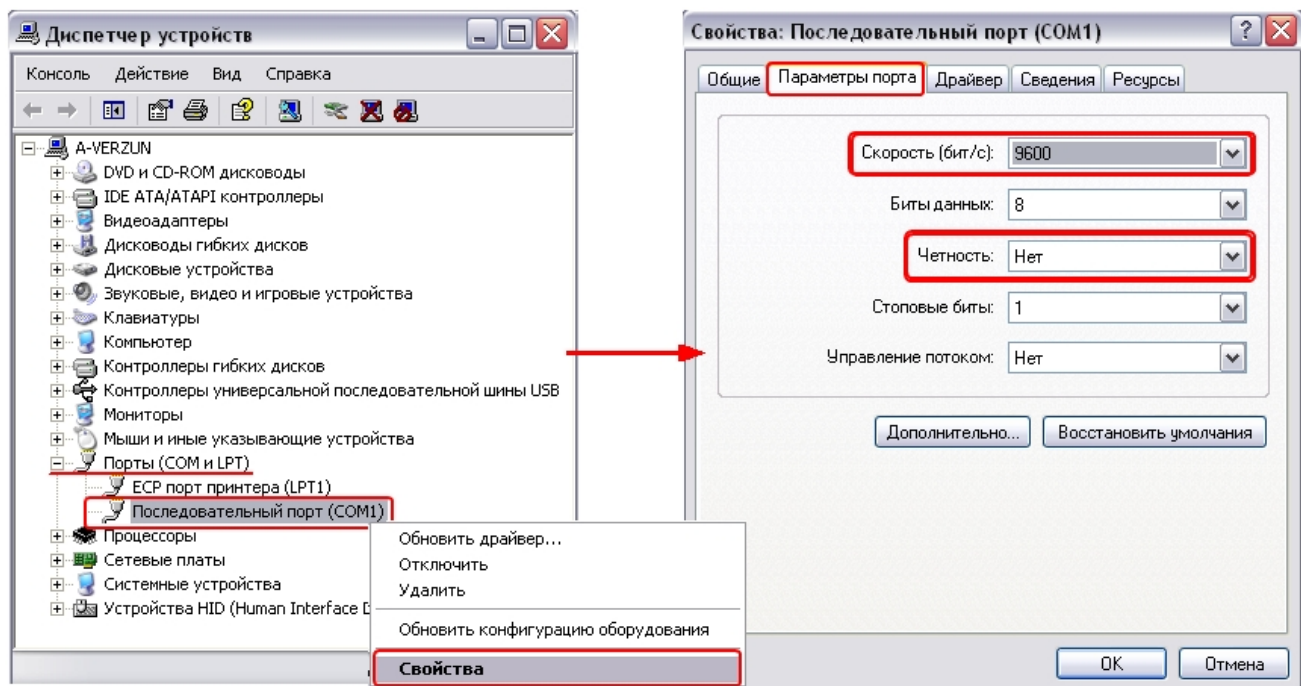 Диспетчер устройств
Консоль Действие Вид Справка
A-VERZUN
DVD и CD-ROM дисководы
IDE ATA/ATAPI контроллеры
Видеоадаптеры
Дисководы гибких дисков
Дисковые устройства
Звуковые, видео и игровые устройства
Клавиатуры
Компьютер
Контроллеры гибких дисков
Контроллеры универсальной последовательной шины USB
Мониторы
Мыши и иные указывающие устройства
Порты (COM и LPT)
ECP порт принтера (LPT1)
Последовательный порт (COM1)
Процессоры
Сетевые платы
Системные устройства
Устройства HID (Human Interface
Обновить драйвер...
Отключить
Удалить
Обновить конфигурацию оборудования
Свойства
Свойства: Последовательный порт (COM1)
Общие Параметры порта Драйвер Сведения Ресурсы
Скорость (бит/с): 9600
Биты данных: 8
Четность: Нет
Стоповые биты: 1
Управление потоком: Нет
Дополнительно... Восстановить умолчания
OK Отмена